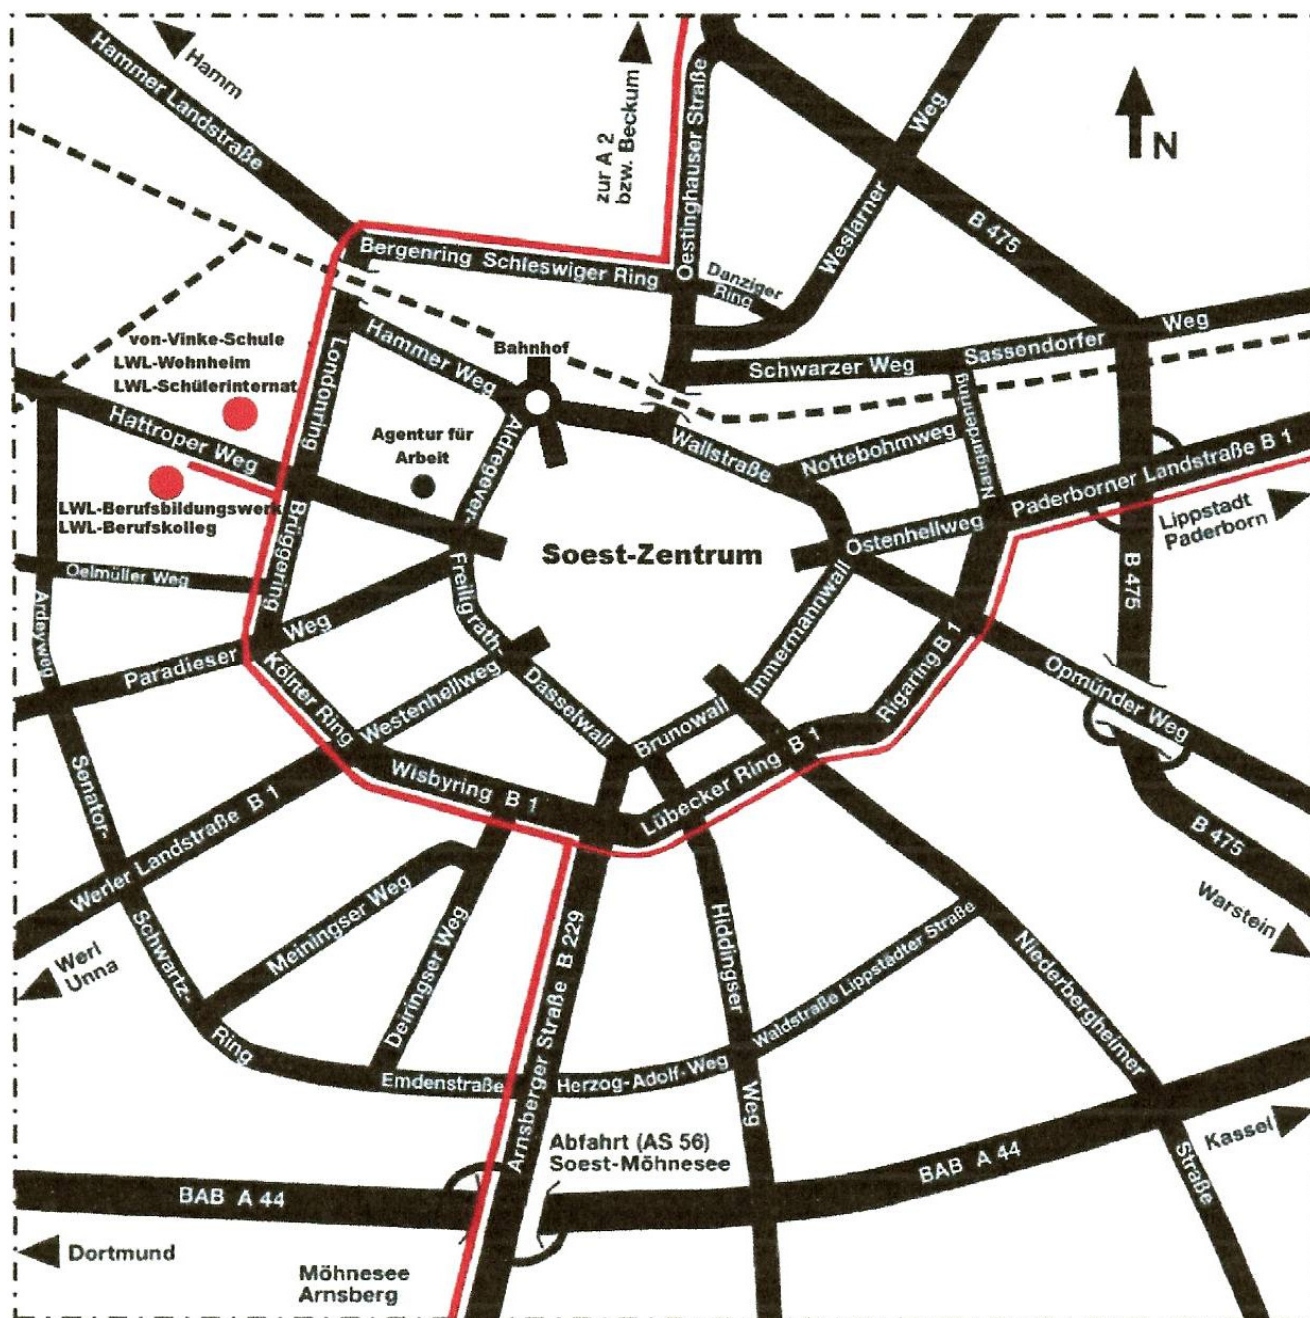 Hammer Landstraße
Hamm
zur A 2
bzw. Beckum
Oestinghauser Straße
Weslarner
Weg
N
B 475
Bergenring Schleswiger Ring
Danziger
Ring
Sassendorfer
Weg
Schwarzer Weg
Hammer Weg
Bahnhof
von-Vinke-Schule
LWL-Wohnheim
LWL-Schülerinternat
Londonring
Hattroper Weg
Agentur für
Arbeit
Aldregever-
Wallstraße
Nottebohmweg
Naugardenring
Paderborner Landstraße B 1
Lippstadt
Paderborn
LWL-Berufsbildungswerk
LWL-Berufskolleg
Brüggering
Soest-Zentrum
Ostenhellweg
Oelmüller Weg
Freiligrath-
Immermannwall
B 475
Ardeyweg
Paradieser
Weg
Kölner Ring
Westenhellweg
Dasselwall
Brunowall
Rigaring B 1
Opmünder Weg
Wisbyring B 1
Lübecker Ring B 1
Senator-
Werler Landstraße B 1
B 475
Warstein
Schwartz-
Meiningser Weg
Deiringser Weg
Arnsberger Straße B 229
Hiddingser
Weg
Waldstraße Lippstädter Straße
Niederbergheimer
Straße
Werl
Unna
Ring
Emdenstraße
Herzog-Adolf-Weg
Abfahrt (AS 56)
Soest-Möhnesee
Kassel
BAB A 44
BAB A 44
Dortmund
Möhnesee
Arnsberg